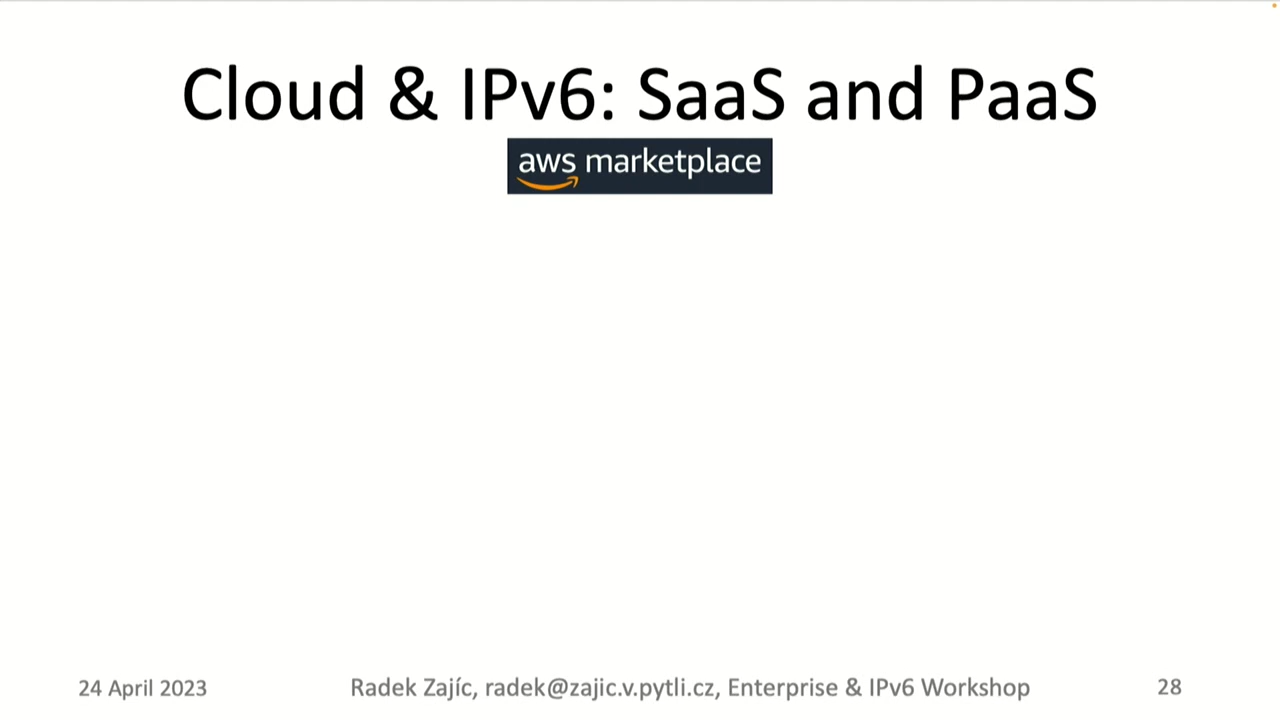 Cloud & IPv6: SaaS and PaaS
aws marketplace
24 April 2023
Radek Zajíc, radek@zajic.v.pytli.cz, Enterprise & IPv6 Workshop
28